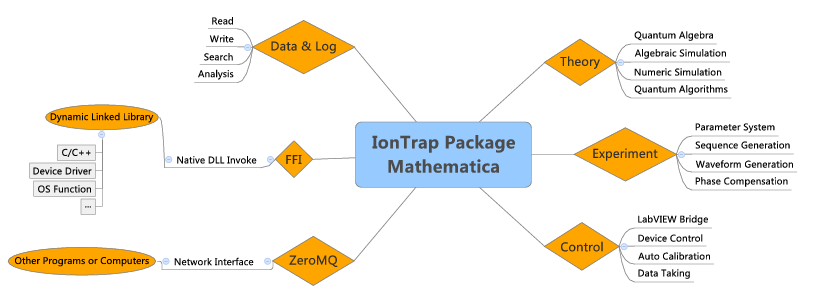 IonTrap Package
Mathematica
Data & Log
Read
Write
Search
Analysis
FFI
Native DLL Invoke
Dynamic Linked Library
C/C++
Device Driver
OS Function
...
ZeroMQ
Network Interface
Other Programs or Computers
Theory
Quantum Algebra
Algebraic Simulation
Numeric Simulation
Quantum Algorithms
Experiment
Parameter System
Sequence Generation
Waveform Generation
Phase Compensation
Control
LabVIEW Bridge
Device Control
Auto Calibration
Data Taking